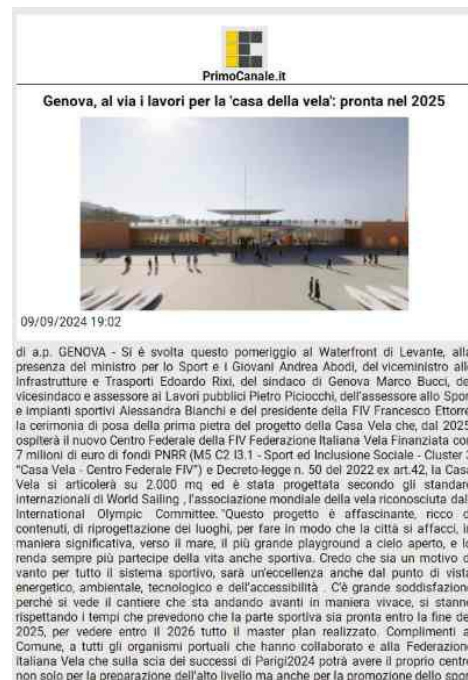 PrimoCanale.it
Genova, al via i lavori per la 'casa della vela': pronta nel 2025
09/09/2024 19:02
di a.p. GENOVA - Si è svolta questo pomeriggio al Waterfront di Levante, alla
presenza del ministro per lo Sport e i Giovani Andrea Abodi, del viceministro alle
Infrastrutture e Trasporti Edoardo Rixi, del sindaco di Genova Marco Bucci, del
vicesindaco e assessore ai Lavori pubblici Pietro Piciocchi, dell'assessore allo Sport
e impianti sportivi Alessandra Bianchi e del presidente della FIV Francesco Ettorre
la cerimonia di posa della prima pietra del progetto della Casa Vela che, dal 2025,
ospiterà il nuovo Centro Federale della FIV Federazione Italiana Vela Finanziata con
7 milioni di euro di fondi PNRR (M5 C2 I3.1 - Sport ed Inclusione Sociale - Cluster 3
"Casa Vela - Centro Federale FIV") e Decreto-legge n. 50 del 2022 ex art.42, la Casa
Vela si articolerà su 2.000 mq ed è stata progettata secondo gli standard
internazionali di World Sailing , l'associazione mondiale della vela riconosciuta dall'
International Olympic Committee. "Questo progetto è affascinante, ricco di
contenuti, di riprogettazione dei luoghi, per fare in modo che la città si affacci, in
maniera significativa, verso il mare, il più grande playground a cielo aperto, e lo
renda sempre più partecipe della vita anche sportiva. Credo che sia un motivo di
vanto per tutto il sistema sportivo, sarà un'eccellenza anche dal punto di vista
energetico, ambientale, tecnologico e dell'accessibilità . C'è grande soddisfazione
perché si vede il cantiere che sta andando avanti in maniera vivace, si stanno
rispettando i tempi che prevedono che la parte sportiva sia pronta entro la fine del
2025, per vedere entro il 2026 tutto il master plan realizzato. Complimenti al
Comune, a tutti gli organismi portuali che hanno collaborato e alla Federazione
Italiana Vela che sulla scia dei successi di Parigi2024 potrà avere il proprio centro
non solo per la preparazione dell'alto livello ma anche per la promozione dello sport